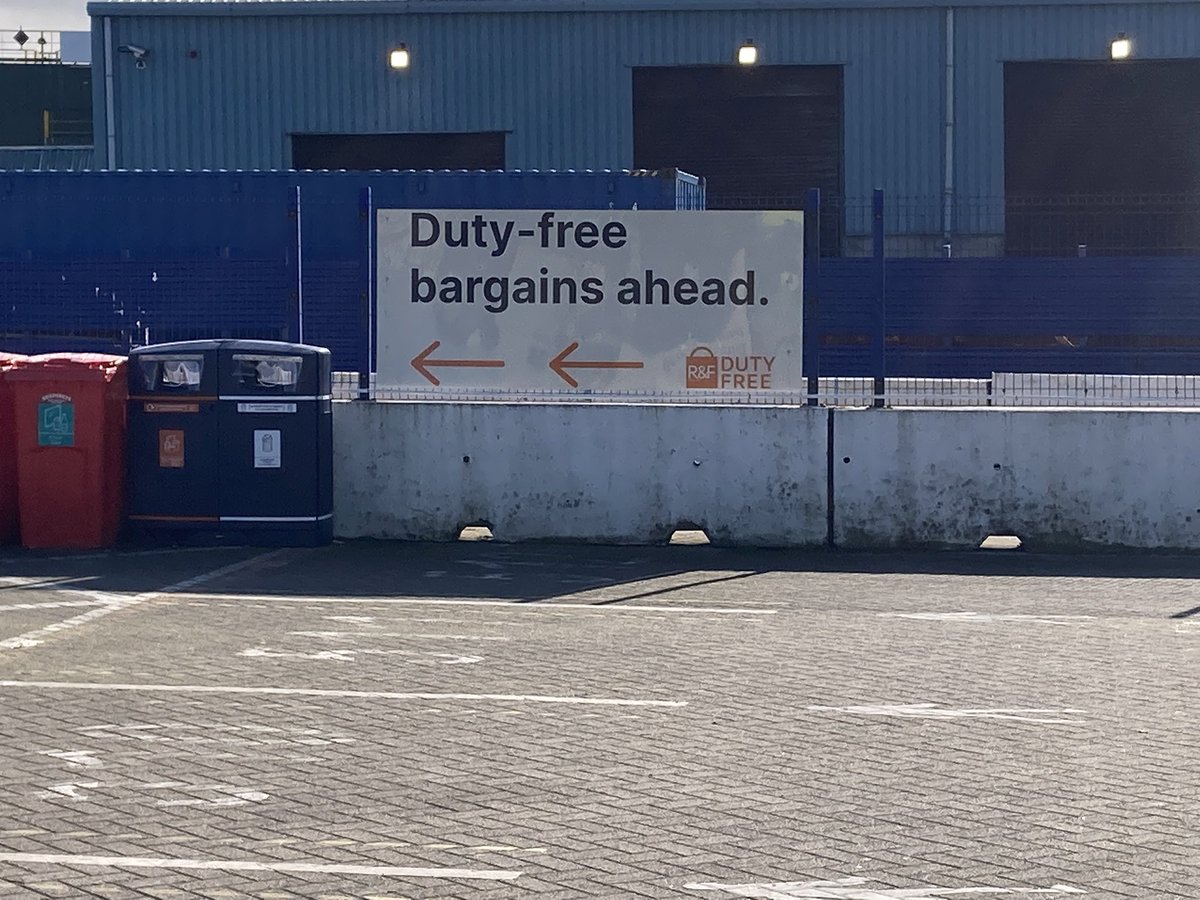 Duty-free
bargains ahead.
R&F DUTY
FREE